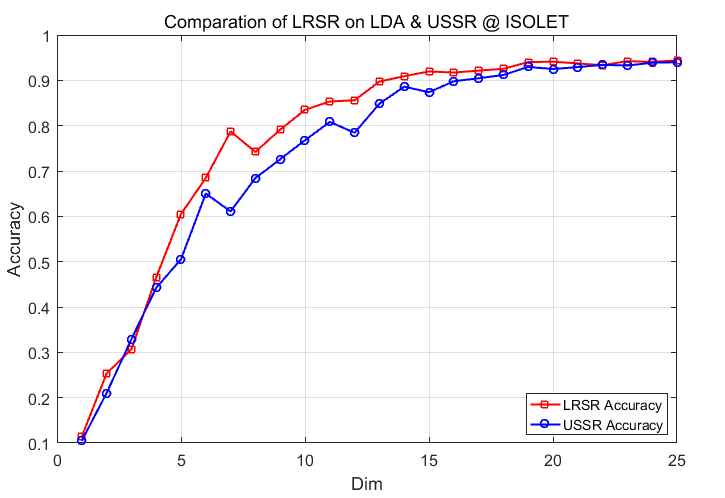 Comparation of LRSR on LDA & USSR @ ISOLET
1
0.9
0.8
0.7
0.6
0.5
0.4
0.3
0.2
0.1
Accuracy
LRSR Accuracy
USSR Accuracy
0 5 10 15 20 25
Dim